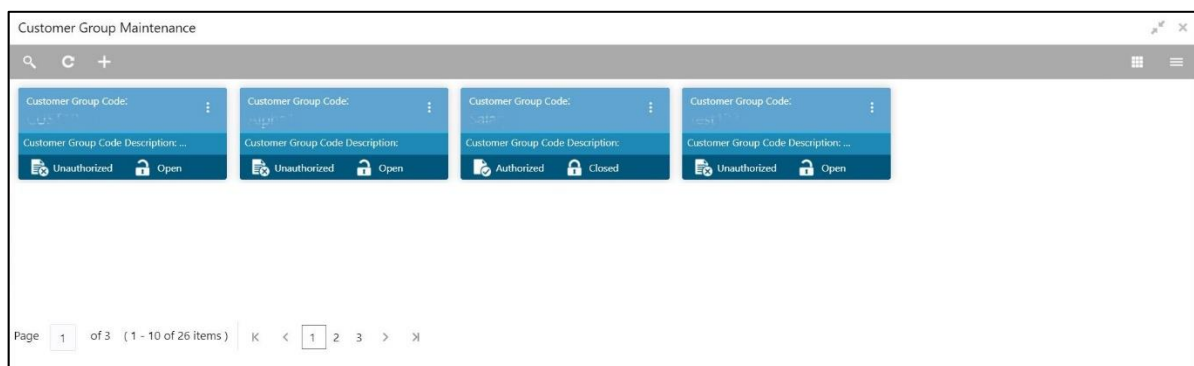 Customer Group Maintenance
Customer Group Code: Customer Group Code: Customer Group Code: Customer Group Code:
Customer Group Code Description: ... Customer Group Code Description: Customer Group Code Description: Customer Group Code Description: ...
Unauthorized Open Unauthorized Open Authorized Closed Unauthorized Open
Page 1 of 3 ( 1 - 10 of 26 items ) 1 2 3